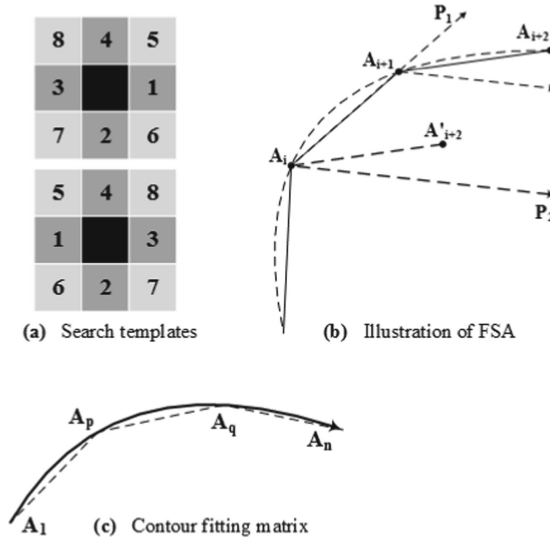 8 4 5
3 1
7 2 6
5 4 8
1 3
6 2 7
(a) Search templates
P1
Ai+2
Ai+1
A'i+2
Ai
(b) Illustration of FSA
Ap
Aq
An
A1
(c) Contour fitting matrix